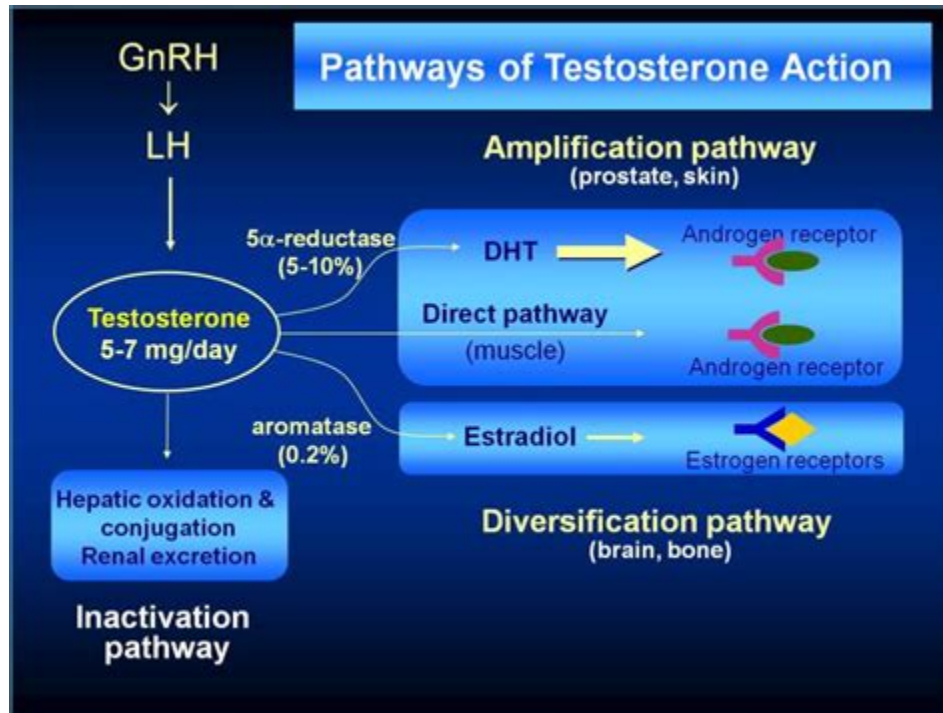 GnRH
LH
Pathways of Testosterone Action
Amplification pathway
(prostate, skin)
5α-reductase
(5-10%)
DHT
Androgen receptor
Testosterone
5-7 mg/day
Direct pathway
(muscle)
Androgen receptor
aromatase
(0.2%)
Estradiol
Estrogen receptors
Hepatic oxidation &
conjugation
Renal excretion
Diversification pathway
(brain, bone)
Inactivation
pathway